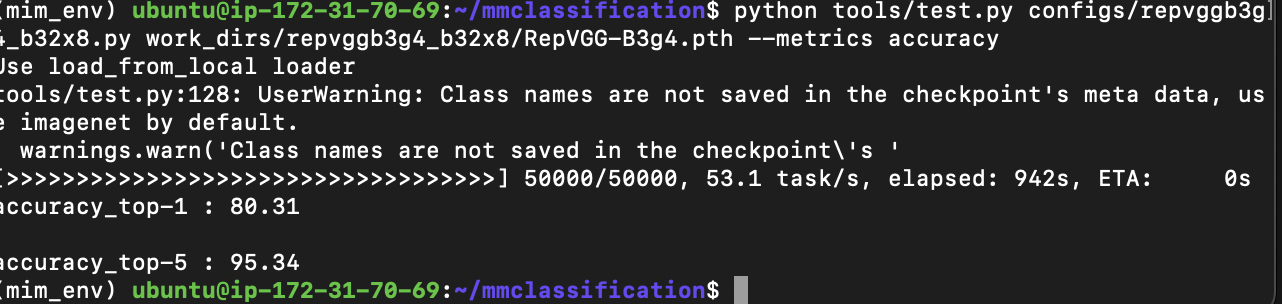 (mim_env) ubuntu@ip-172-31-70-69:~/mmclassification$ python tools/test.py configs/repvggb3g]
4_b32x8.py work_dirs/repvggb3g4_b32x8/RepVGG-B3g4.pth --metrics accuracy
Use load_from_local loader
tools/test.py:128: UserWarning: Class names are not saved in the checkpoint's meta data, us
e imagenet by default.
  warnings.warn('Class names are not saved in the checkpoint\'s '
[>>>>>>>>>>>>>>>>>>>>>>>>>>>>>>>>>>>] 50000/50000, 53.1 task/s, elapsed: 942s, ETA:     0s
accuracy_top-1 : 80.31

accuracy_top-5 : 95.34
(mim_env) ubuntu@ip-172-31-70-69:~/mmclassification$